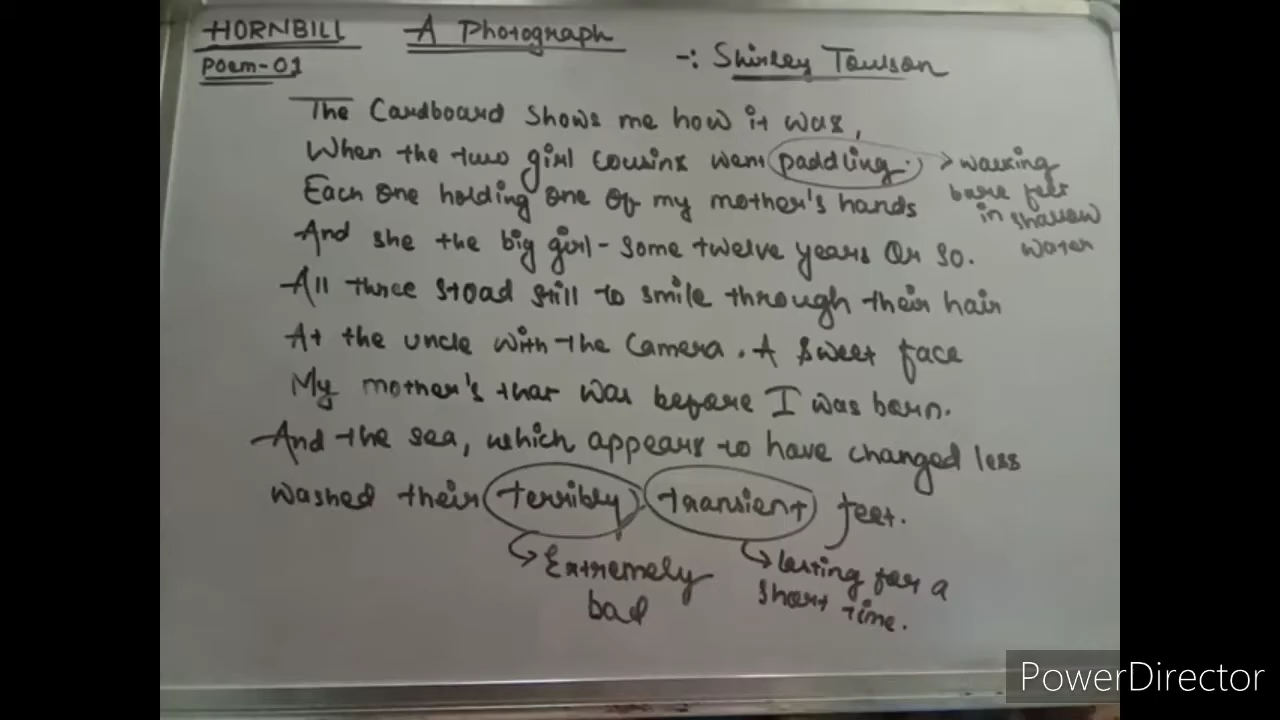 HORNBILL A Photograph
Poem-01 -: Shirley Toulson
The Cardboard shows me how it was,
When the two girl cousins went paddling. → walking
bare feet
Each one holding one of my mother's hands
in shallow
And she the big girl - some twelve years or so.
water
All three stood still to smile through their hair
At the uncle with the camera. A sweet face
My mother's that was before I was born.
And the sea, which appears to have changed less
washed their terribly transient feet.
Extremely
bad
lasting for a
short time.
PowerDirector